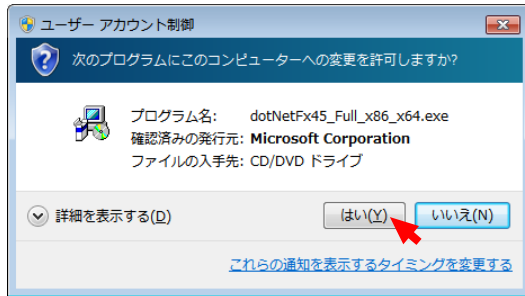 ユーザー アカウント制御
次のプログラムにこのコンピューターへの変更を許可しますか?
プログラム名: dotNetFx45_Full_x86_x64.exe
確認済みの発行元: Microsoft Corporation
ファイルの入手先: CD/DVD ドライブ
詳細を表示する(D)
はい(Y)
いいえ(N)
これらの通知を表示するタイミングを変更する